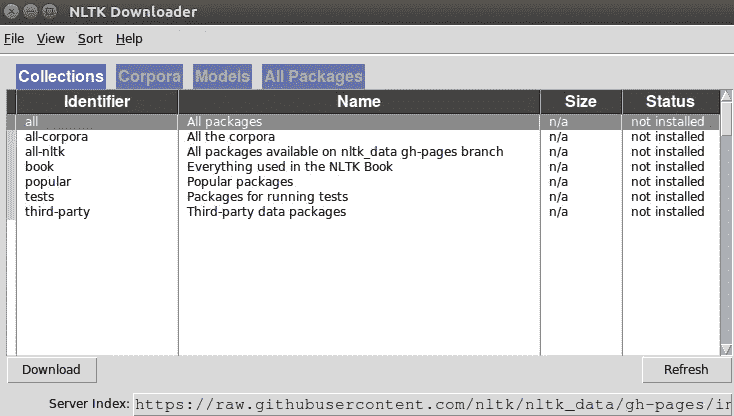 NLTK Downloader
File View Sort Help
Collections Corpora Models All Packages
Identifier Name Size Status
all All packages n/a not installed
all-corpora All the corpora n/a not installed
all-nltk All packages available on nltk_data gh-pages branch n/a not installed
book Everything used in the NLTK Book n/a not installed
popular Popular packages n/a not installed
tests Packages for running tests n/a not installed
third-party Third-party data packages n/a not installed
Download Refresh
Server Index: https://raw.githubusercontent.com/nltk/nltk_data/gh-pages/in